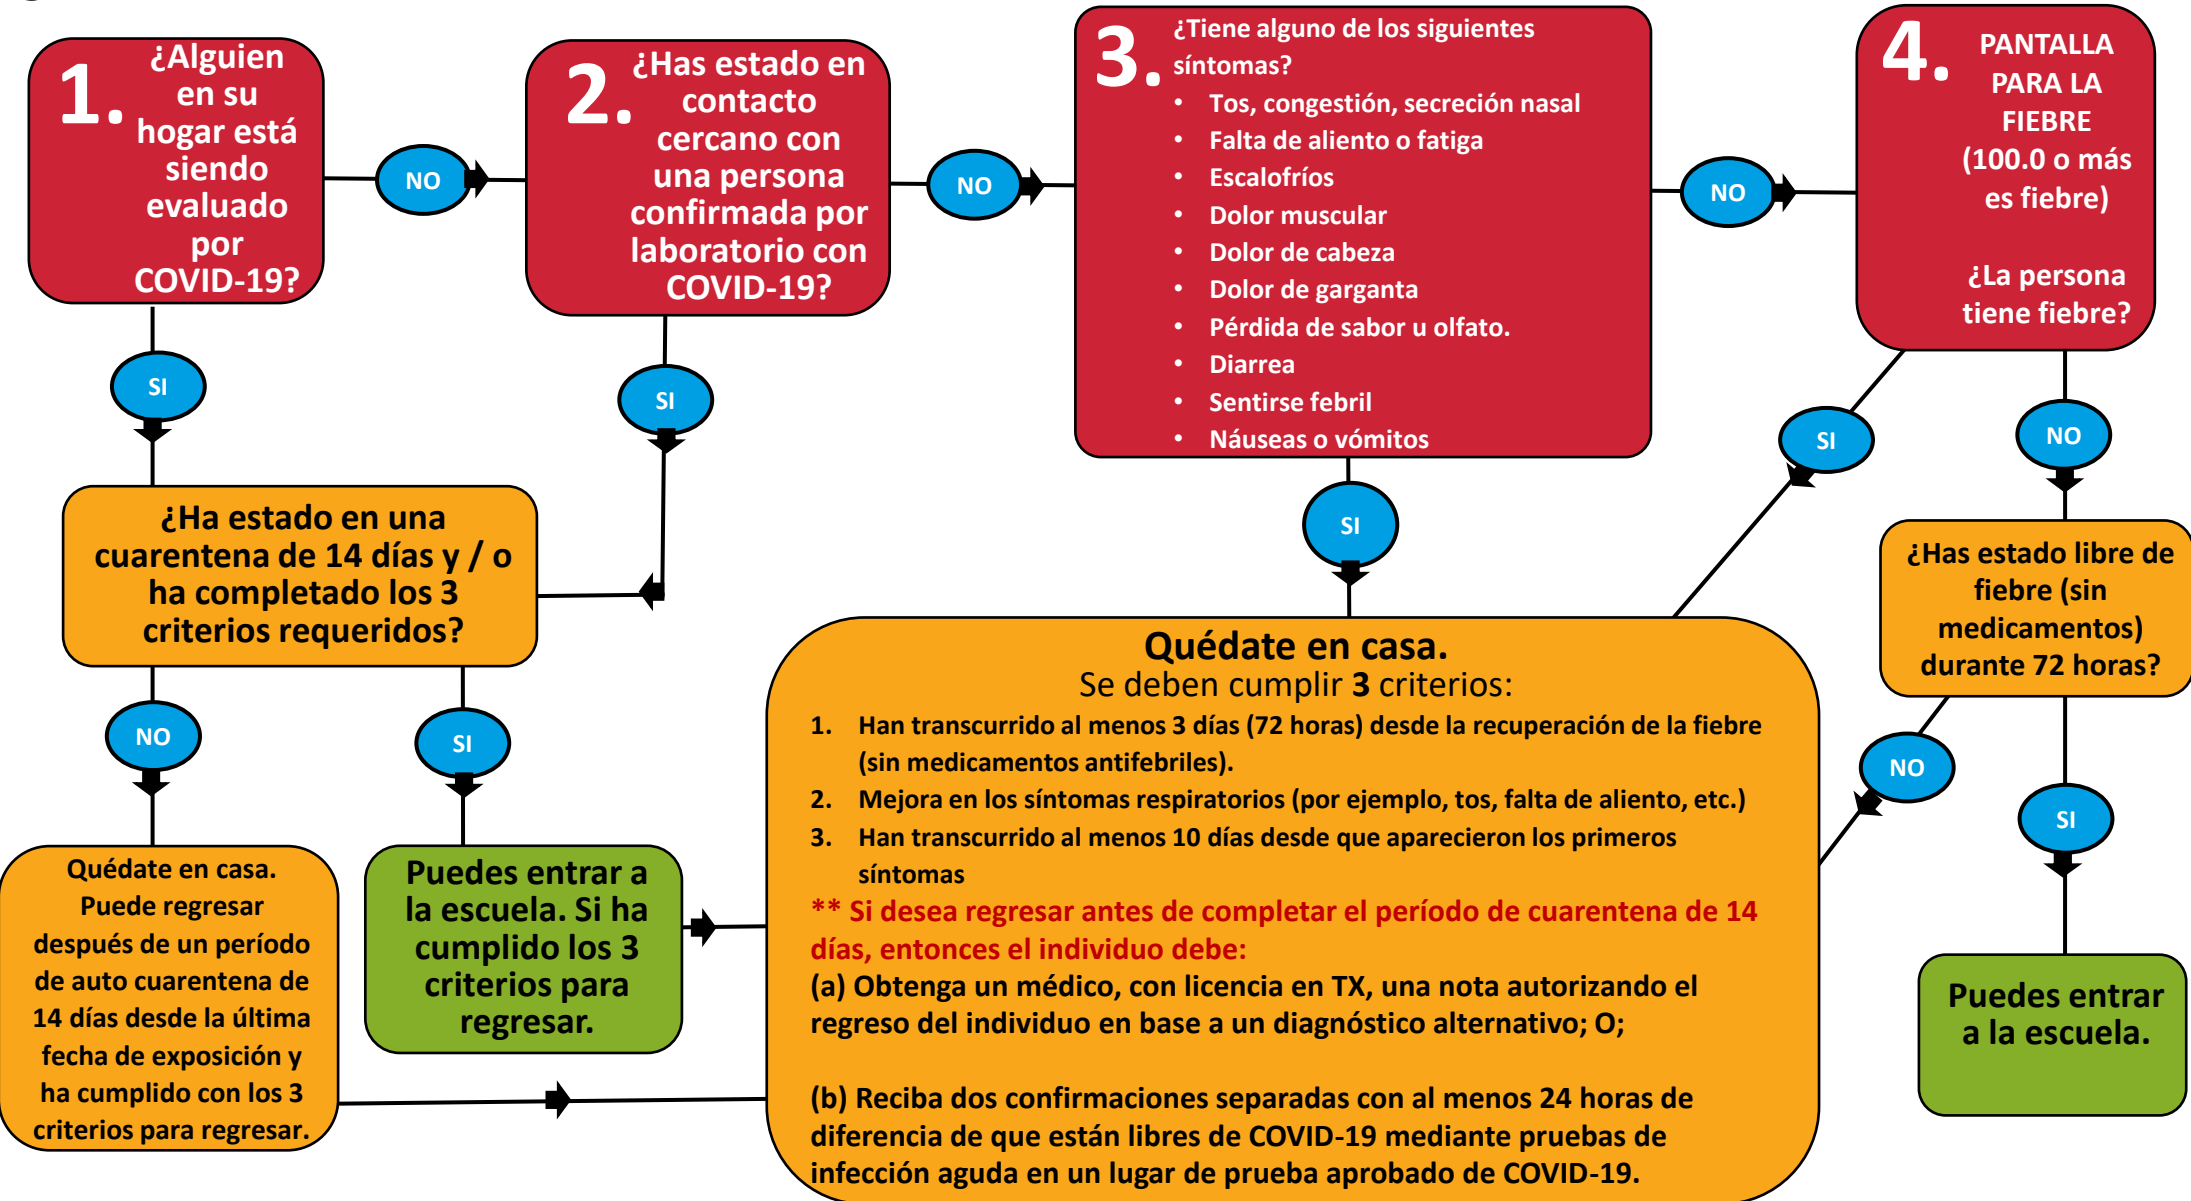 1.
¿Alguien
en su
hogar está
siendo
evaluado
por
COVID-19?
NO
2.
¿Has estado en
contacto
cercano con
una persona
confirmada por
laboratorio con
COVID-19?
NO
3.
¿Tiene alguno de los siguientes
síntomas?
• Tos, congestión, secreción nasal
• Falta de aliento o fatiga
• Escalofríos
• Dolor muscular
• Dolor de cabeza
• Dolor de garganta
• Pérdida de sabor u olfato.
• Diarrea
• Sentirse febril
• Náuseas o vómitos
NO
4.
PANTALLA
PARA LA
FIEBRE
(100.0 o más
es fiebre)
¿La persona
tiene fiebre?
SI
SI
SI
SI
NO
¿Ha estado en una
cuarentena de 14 días y / o
ha completado los 3
criterios requeridos?
¿Has estado libre de
fiebre (sin
medicamentos)
durante 72 horas?
NO
SI
NO
SI
Quédate en casa.
Puede regresar
después de un período
de auto cuarentena de
14 días desde la última
fecha de exposición y
ha cumplido con los 3
criterios para regresar.
Puedes entrar a
la escuela. Si ha
cumplido los 3
criterios para
regresar.
Quédate en casa.
Se deben cumplir 3 criterios:
1. Han transcurrido al menos 3 días (72 horas) desde la recuperación de la fiebre
(sin medicamentos antifebriles).
2. Mejora en los síntomas respiratorios (por ejemplo, tos, falta de aliento, etc.)
3. Han transcurrido al menos 10 días desde que aparecieron los primeros
síntomas
** Si desea regresar antes de completar el período de cuarentena de 14
días, entonces el individuo debe:
(a) Obtenga un médico, con licencia en TX, una nota autorizando el
regreso del individuo en base a un diagnóstico alternativo; O;
(b) Reciba dos confirmaciones separadas con al menos 24 horas de
diferencia de que están libres de COVID-19 mediante pruebas de
infección aguda en un lugar de prueba aprobado de COVID-19.
Puedes entrar
a la escuela.